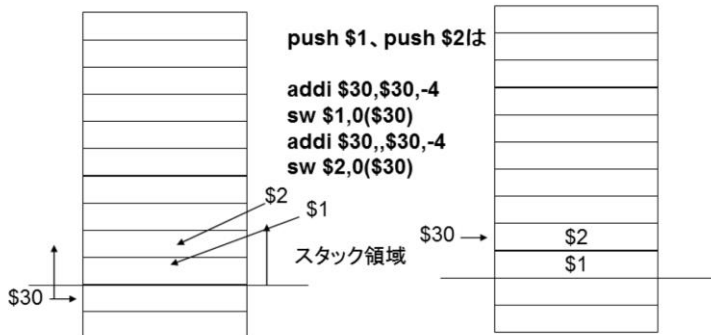 push $1、push $2は
addi $30,$30,-4
sw $1,0($30)
addi $30,,$30,-4
sw $2,0($30)
$2
$1
スタック領域
$30
$30
$2
$1